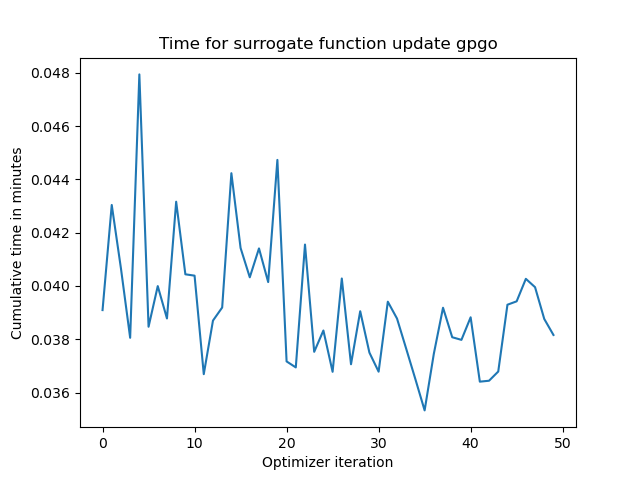 Time for surrogate function update gpgo
Cumulative time in minutes
0.048
0.046
0.044
0.042
0.040
0.038
0.036
0 10 20 30 40 50
Optimizer iteration